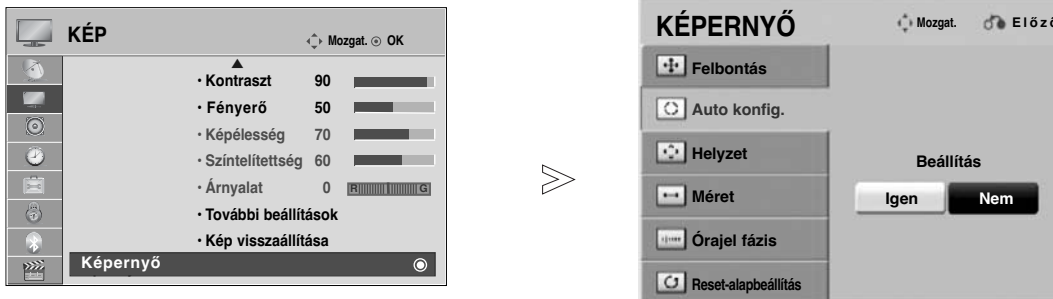 KÉP
Mozgat. OK
• Kontraszt 90
• Fényerő 50
• Képélesség 70
• Színtelítettség 60
• Árnyalat 0 R G
• További beállítások
• Kép visszaállítása
Képernyő
KÉPERNYŐ
Mozgat. Előző
Felbontás
Auto konfig.
Helyzet
Méret
Órajel fázis
Reset-alapbeállítás
Beállítás
Igen Nem